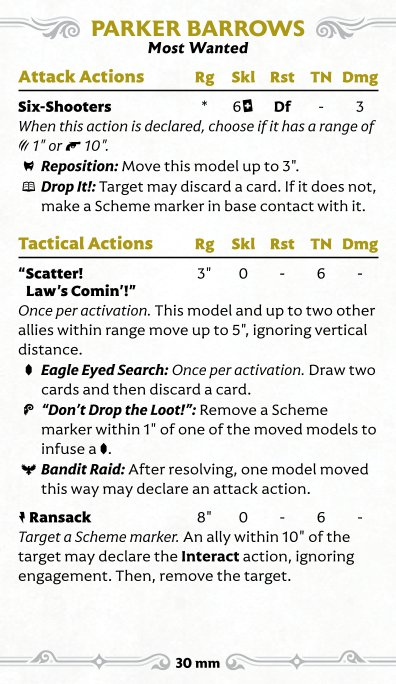 PARKER BARROWS
Most Wanted
Attack Actions Rg Skl Rst TN Dmg
Six-Shooters * 6 Df - 3
When this action is declared, choose if it has a range of
1" or 10".
Reposition: Move this model up to 3".
Drop It!: Target may discard a card. If it does not,
make a Scheme marker in base contact with it.
Tactical Actions Rg Skl Rst TN Dmg
"Scatter! 3" 0 - 6 -
Law's Comin'!"
Once per activation. This model and up to two other
allies within range move up to 5", ignoring vertical
distance.
Eagle Eyed Search: Once per activation. Draw two
cards and then discard a card.
"Don't Drop the Loot!": Remove a Scheme
marker within 1" of one of the moved models to
infuse a .
Bandit Raid: After resolving, one model moved
this way may declare an attack action.
Ransack 8" 0 - 6 -
Target a Scheme marker. An ally within 10" of the
target may declare the Interact action, ignoring
engagement. Then, remove the target.
30 mm